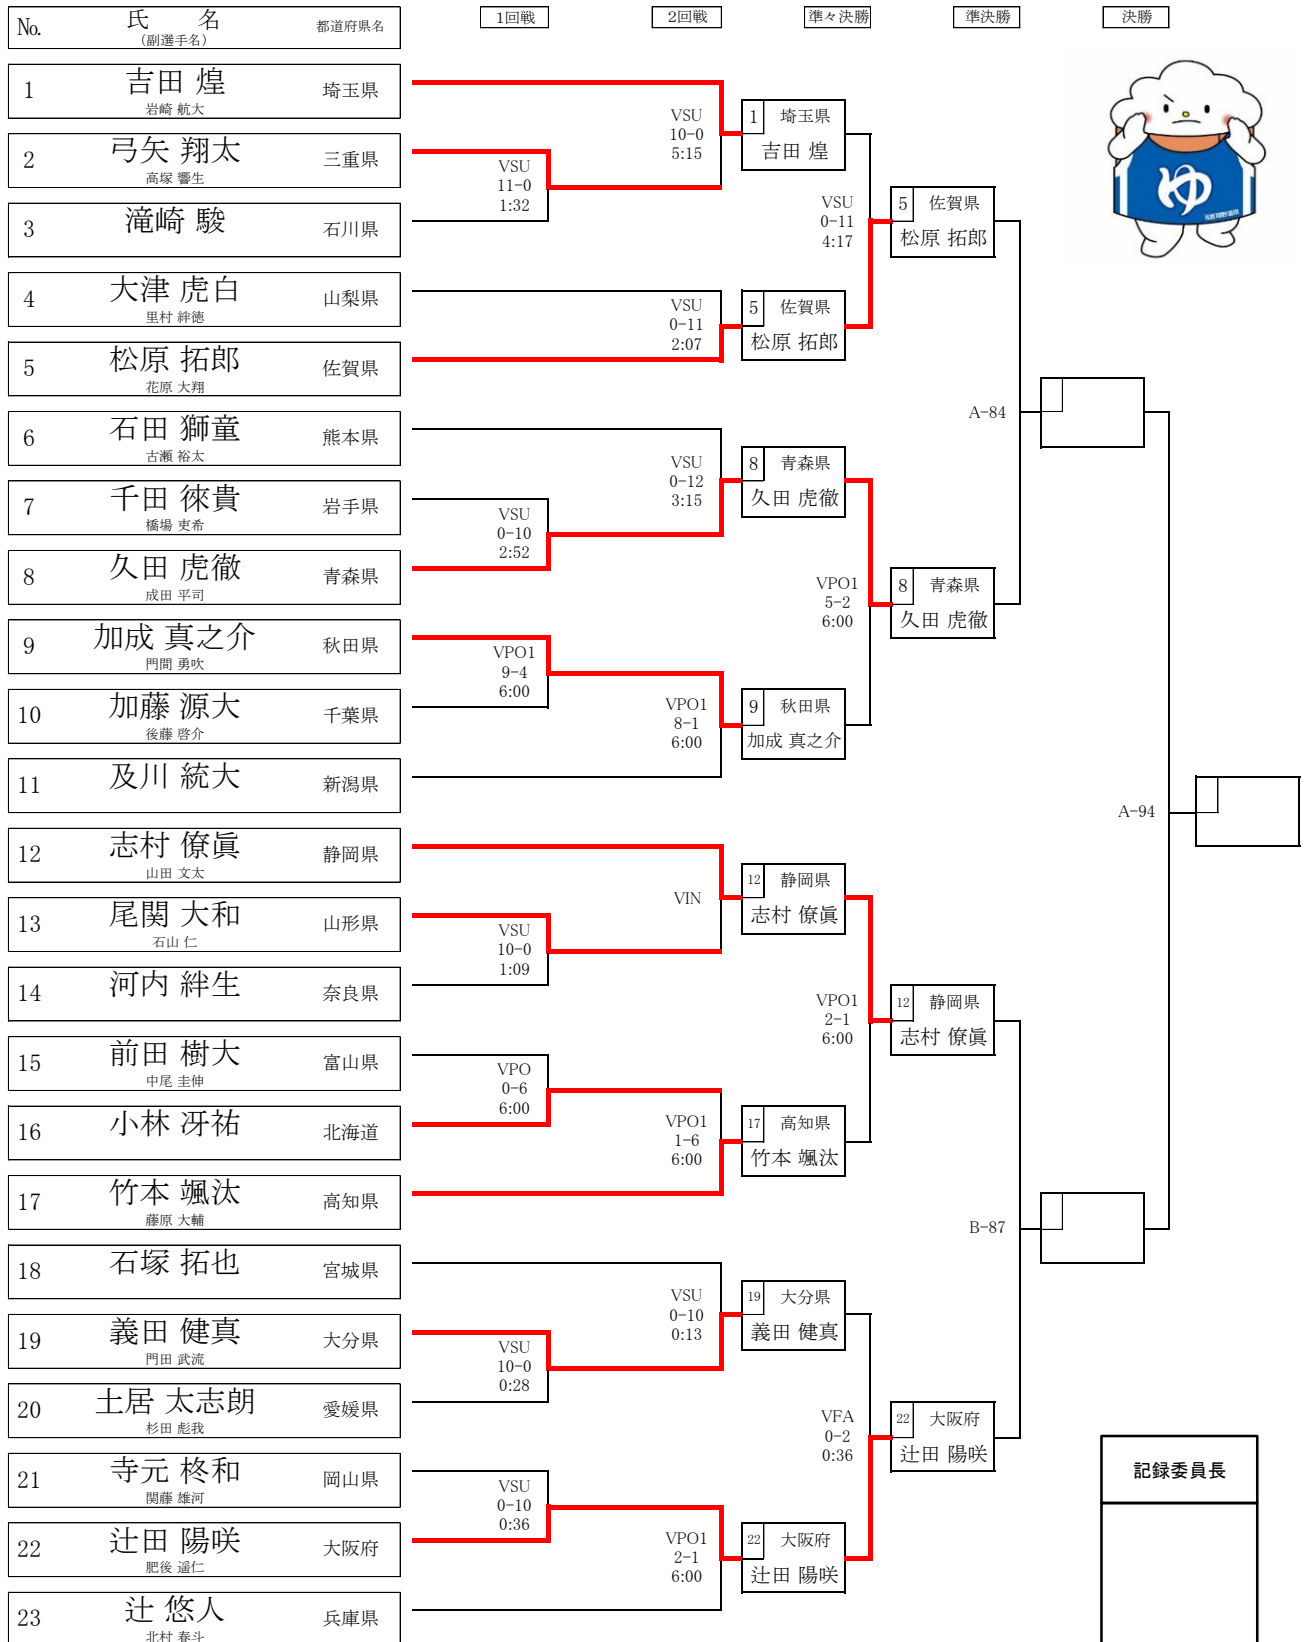 No. 氏 名 都道府県名 1回戦 2回戦 準々決勝 準決勝 決勝
(副選手名)
1 吉田 煌 埼玉県
岩崎 航大
2 弓矢 翔太 三重県
高塚 響生
3 滝崎 駿 石川県
4 大津 虎白 山梨県
里村 絆徳
5 松原 拓郎 佐賀県
花原 大翔
6 石田 獅童 熊本県
古瀬 裕太
7 千田 徠貴 岩手県
橋場 吏希
8 久田 虎徹 青森県
成田 平司
9 加成 真之介 秋田県
門間 勇吹
10 加藤 源大 千葉県
後藤 啓介
11 及川 統大 新潟県
12 志村 僚眞 静岡県
山田 文太
13 尾関 大和 山形県
石山 仁
14 河内 絆生 奈良県
15 前田 樹大 富山県
中尾 圭伸
16 小林 冴祐 北海道
17 竹本 颯汰 高知県
藤原 大輔
18 石塚 拓也 宮城県
19 義田 健真 大分県
門田 武流
20 土居 太志朗 愛媛県
杉田 彪我
21 寺元 柊和 岡山県
関藤 雄河
22 辻田 陽咲 大阪府
肥後 遥仁
23 辻 悠人 兵庫県
北村 春斗
VSU
11-0
1:32
VSU
0-10
2:52
VPO1
9-4
6:00
VSU
10-0
1:09
VPO
0-6
6:00
VSU
10-0
0:28
VSU
0-10
0:36
VSU
10-0
5:15
VSU
0-11
2:07
VSU
0-12
3:15
VPO1
8-1
6:00
VIN
VPO1
1-6
6:00
VSU
0-10
0:13
VPO1
2-1
6:00
1 埼玉県
吉田 煌
5 佐賀県
松原 拓郎
8 青森県
久田 虎徹
9 秋田県
加成 真之介
12 静岡県
志村 僚眞
17 高知県
竹本 颯汰
19 大分県
義田 健真
22 大阪府
辻田 陽咲
VSU
0-11
4:17
VPO1
5-2
6:00
VPO1
2-1
6:00
VFA
0-2
0:36
5 佐賀県
松原 拓郎
8 青森県
久田 虎徹
12 静岡県
志村 僚眞
22 大阪府
辻田 陽咲
A-84
B-87
A-94
ゆ
記録委員長